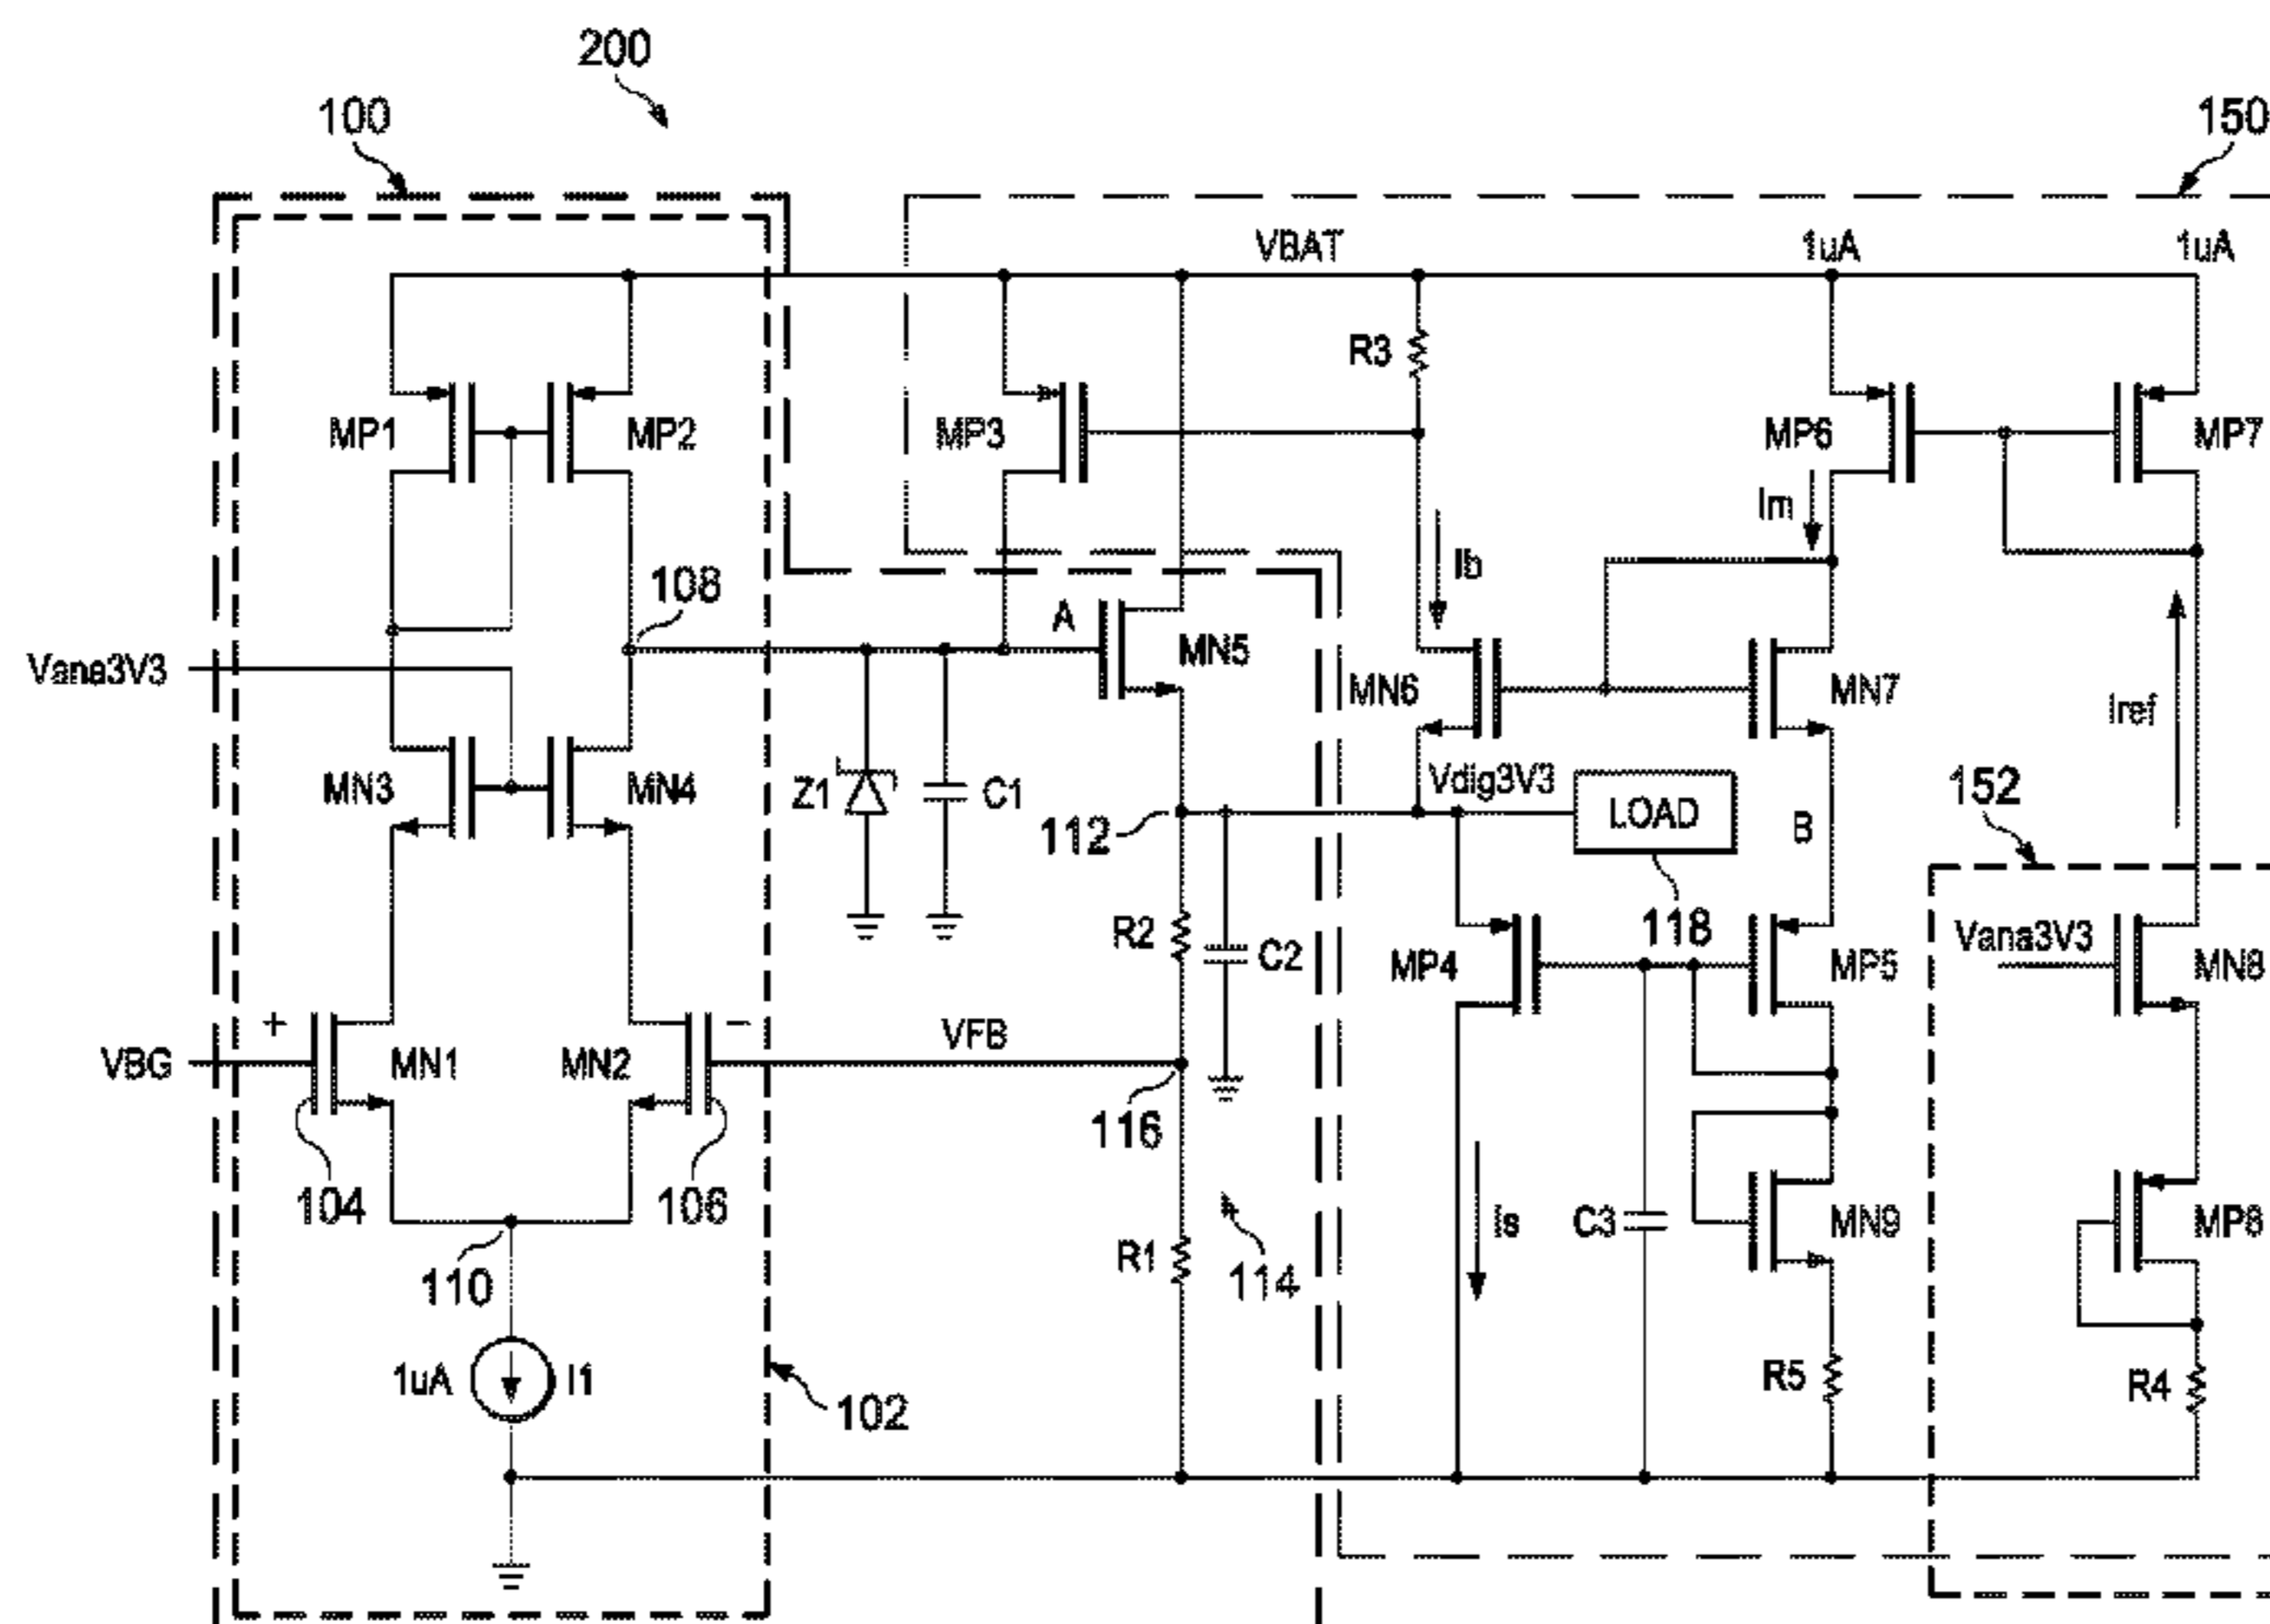 200
100
150
VBAT
1uA
1uA
R3
MP1
MP2
MP3
MP6
MP7
Im
Ib
108
A
MN5
Vana3V3
MN6
MN7
Iref
MN3
MN4
Z1
C1
Vdig3V3
LOAD
152
112
B
R2
C2
118
Vana3V3
MP4
MP5
MN8
+
−
VFB
VBG
MN1
MN2
116
104
106
Is
C3
MN9
MP8
R1
114
110
1uA
I1
R5
R4
102